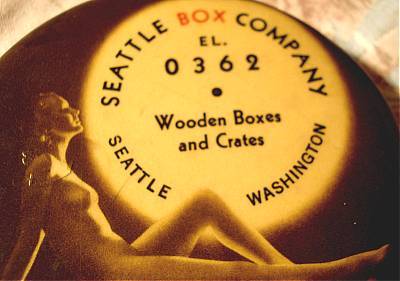 SEATTLE BOX COMPANY
EL.
0362
Wooden Boxes
and Crates
SEATTLE WASHINGTON